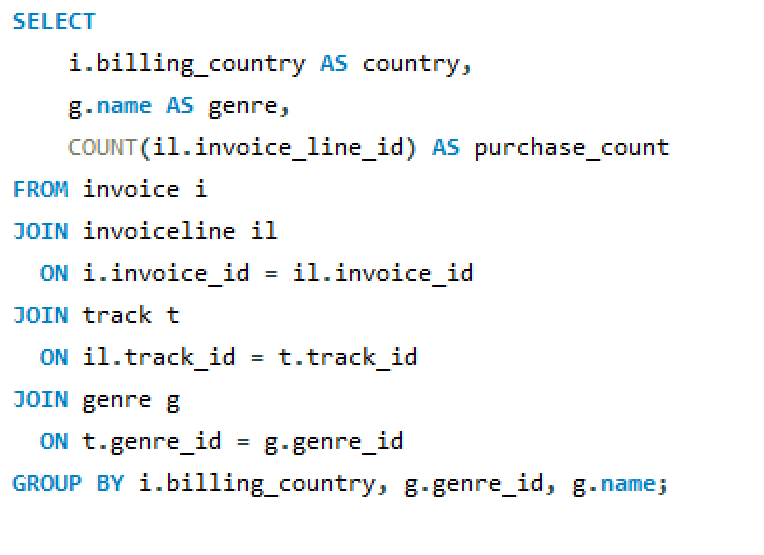 SELECT
    i.billing_country AS country,
    g.name AS genre,
    COUNT(il.invoice_line_id) AS purchase_count
FROM invoice i
JOIN invoiceline il
  ON i.invoice_id = il.invoice_id
JOIN track t
  ON il.track_id = t.track_id
JOIN genre g
  ON t.genre_id = g.genre_id
GROUP BY i.billing_country, g.genre_id, g.name;